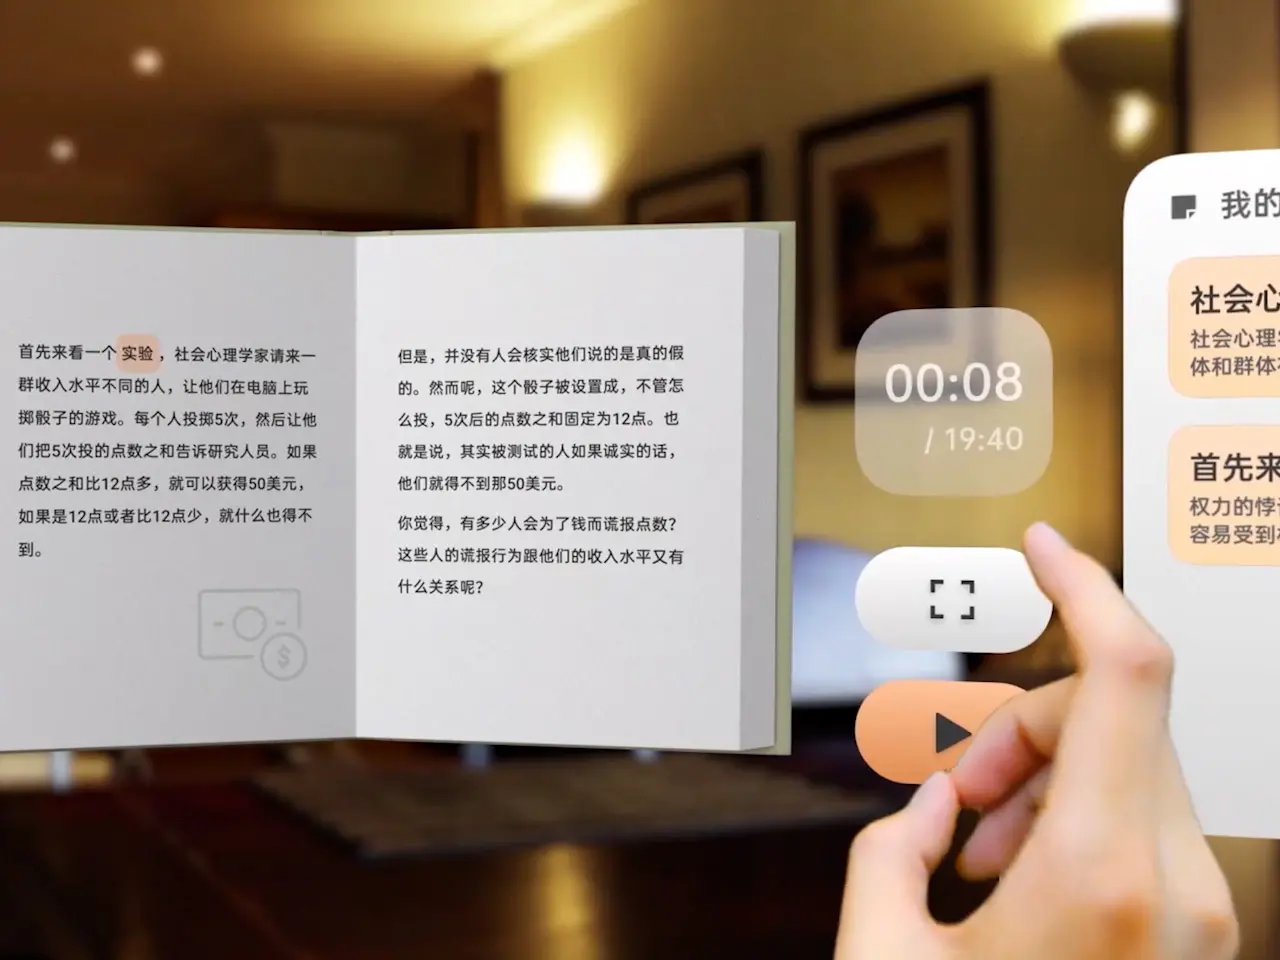 首先来看一个实验，社会心理学家请来一
群收入水平不同的人，让他们在电脑上玩
掷骰子的游戏。每个人投掷5次，然后让他
们把5次投的点数之和告诉研究人员。如果
点数之和比12点多，就可以获得50美元，
如果是12点或者比12点少，就什么也得不
到。
$
但是，并没有人会核实他们说的是真的假
的。然而呢，这个骰子被设置成，不管怎
么投，5次后的点数之和固定为12点。也
就是说，其实被测试的人如果诚实的话，
他们就得不到那50美元。
你觉得，有多少人会为了钱而谎报点数？
这些人的谎报行为跟他们的收入水平又有
什么关系呢？
00:08
/ 19:40
我的
社会心
社会心理
体和群体
首先来
权力的悖
容易受到